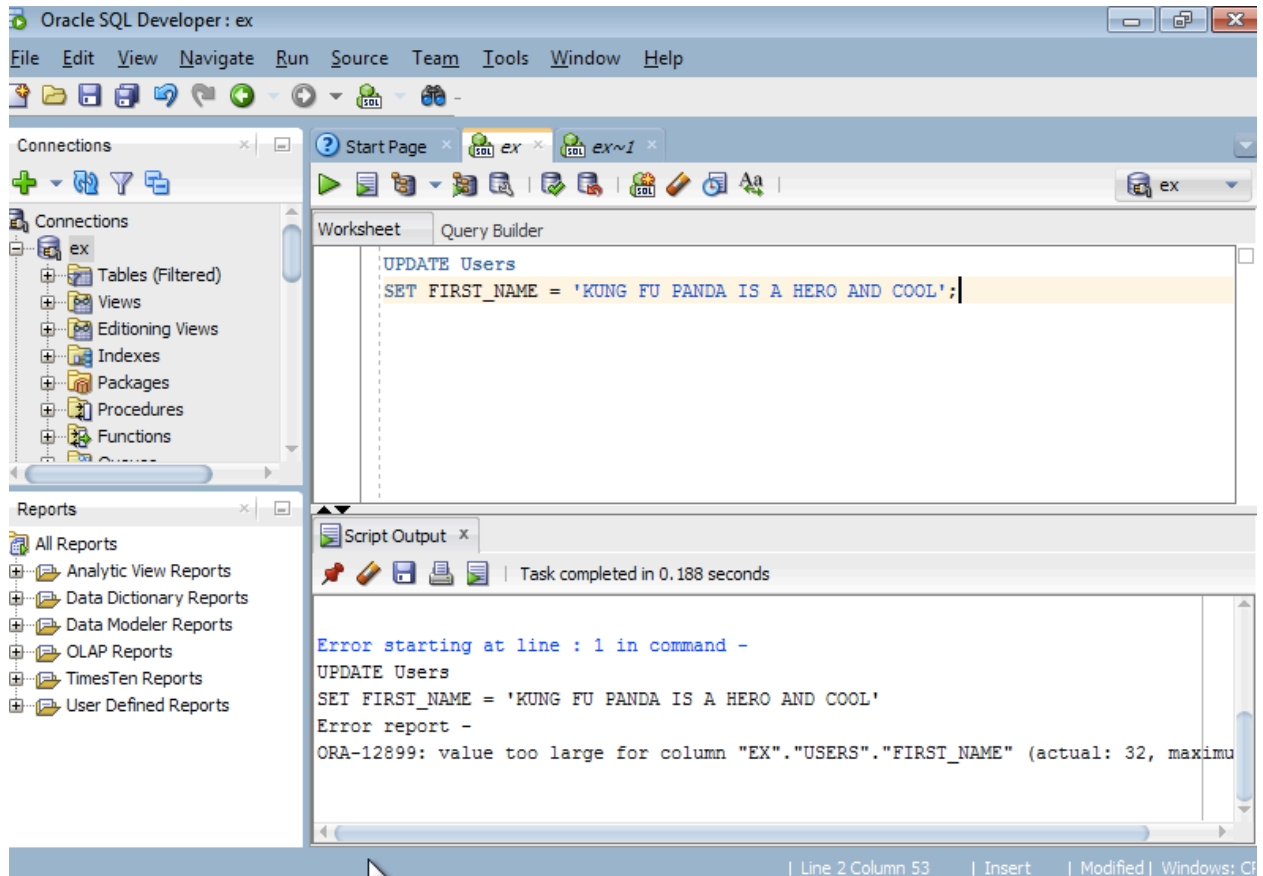 Oracle SQL Developer : ex
File Edit View Navigate Run Source Team Tools Window Help
Connections
Start Page ex ex~1
ex
Connections
ex
Tables (Filtered)
Views
Editioning Views
Indexes
Packages
Procedures
Functions
Worksheet Query Builder
UPDATE Users
SET FIRST_NAME = 'KUNG FU PANDA IS A HERO AND COOL';
Reports
All Reports
Analytic View Reports
Data Dictionary Reports
Data Modeler Reports
OLAP Reports
TimesTen Reports
User Defined Reports
Script Output
Task completed in 0.188 seconds
Error starting at line : 1 in command -
UPDATE Users
SET FIRST_NAME = 'KUNG FU PANDA IS A HERO AND COOL'
Error report -
ORA-12899: value too large for column "EX"."USERS"."FIRST_NAME" (actual: 32, maximu
Line 2 Column 53 | Insert | Modified | Windows: CF